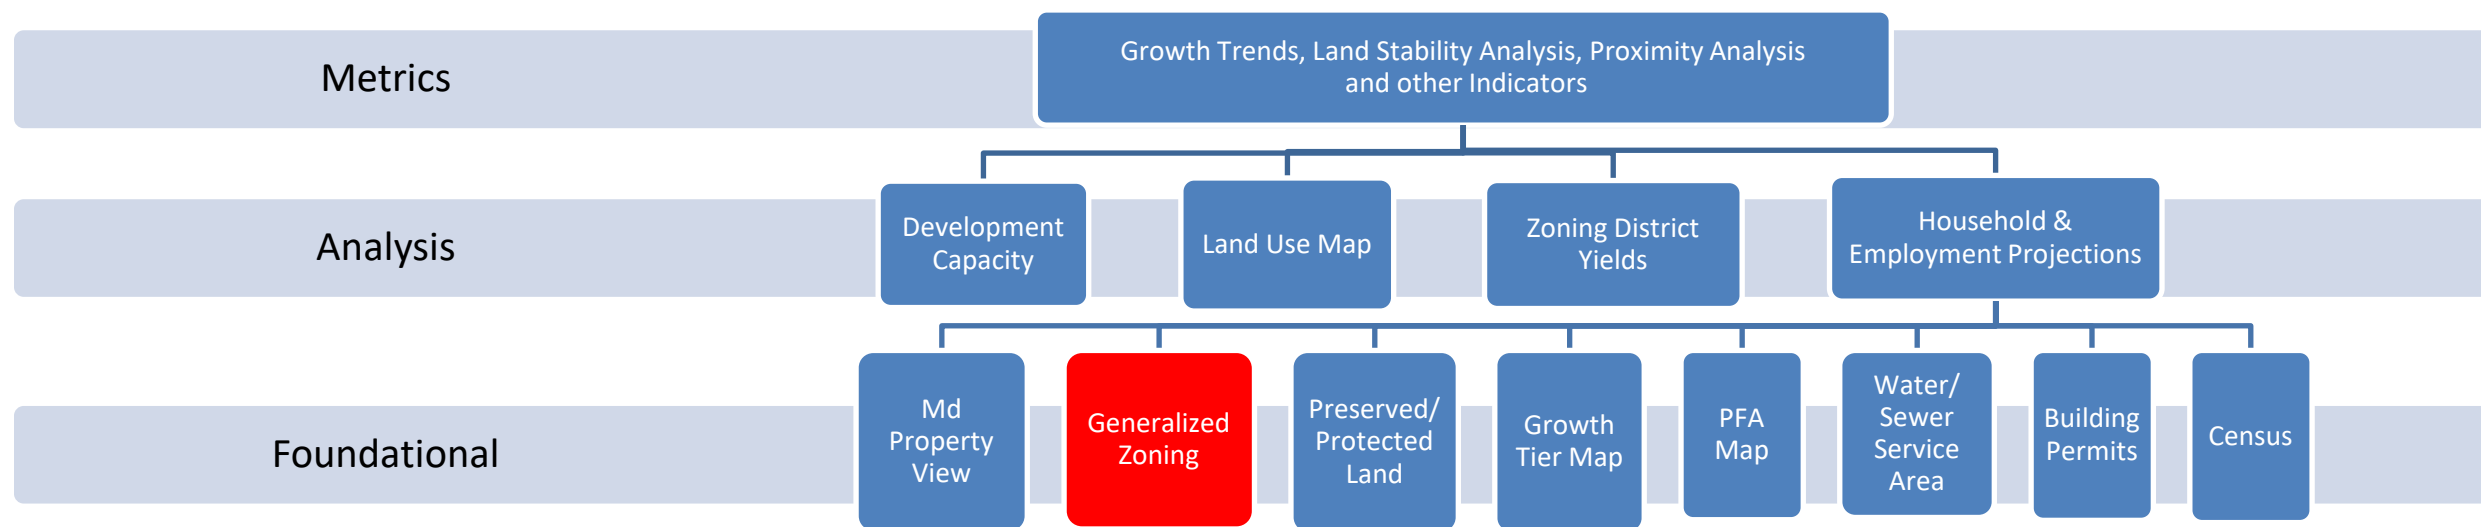 Metrics
Growth Trends, Land Stability Analysis, Proximity Analysis
and other Indicators
Analysis
Development
Capacity
Land Use Map
Zoning District
Yields
Household &
Employment Projections
Foundational
Md
Property
View
Generalized
Zoning
Preserved/
Protected
Land
Growth
Tier Map
PFA
Map
Water/
Sewer
Service
Area
Building
Permits
Census